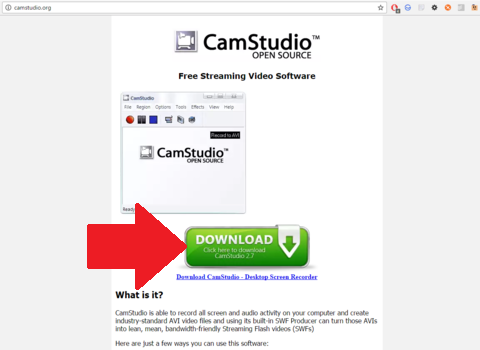 camstudio.org
CamStudio™
OPEN SOURCE
Free Streaming Video Software
CamStudio
File Region Options Tools Effects View Help
Record to AVI
CamStudio™
OPEN SOURCE
Ready
DOWNLOAD
Click here to download
CamStudio 2.7
Download CamStudio - Desktop Screen Recorder
What is it?
CamStudio is able to record all screen and audio activity on your computer and create
industry-standard AVI video files and using its built-in SWF Producer can turn those AVIs
into lean, mean, bandwidth-friendly Streaming Flash videos (SWFs)
Here are just a few ways you can use this software: